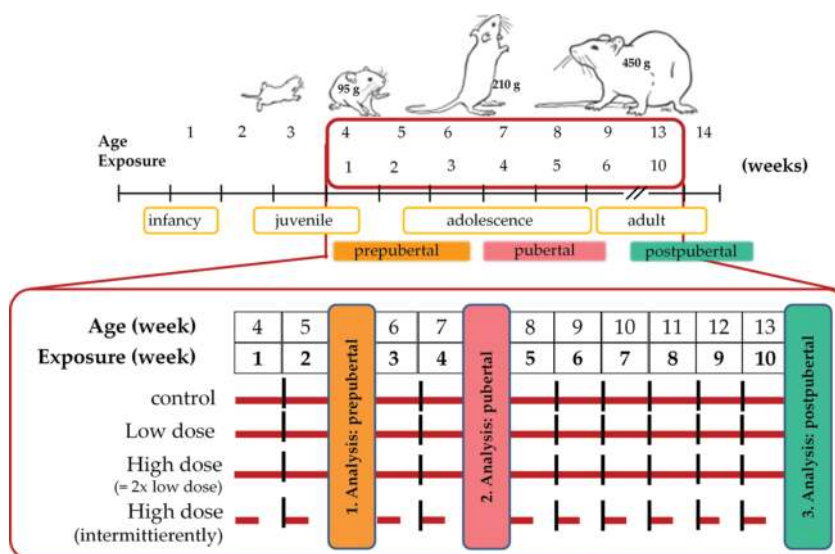 95 g
210 g
450 g
Age 1 2 3 4 5 6 7 8 9 13 14
Exposure 1 2 3 4 5 6 10 (weeks)
infancy juvenile adolescence adult
prepubertal pubertal postpubertal
Age (week) 4 5 6 7 8 9 10 11 12 13
Exposure (week) 1 2 3 4 5 6 7 8 9 10
control
Low dose
High dose
(= 2x low dose)
High dose
(intermittierently)
1. Analysis: prepubertal
2. Analysis: pubertal
3. Analysis: postpubertal